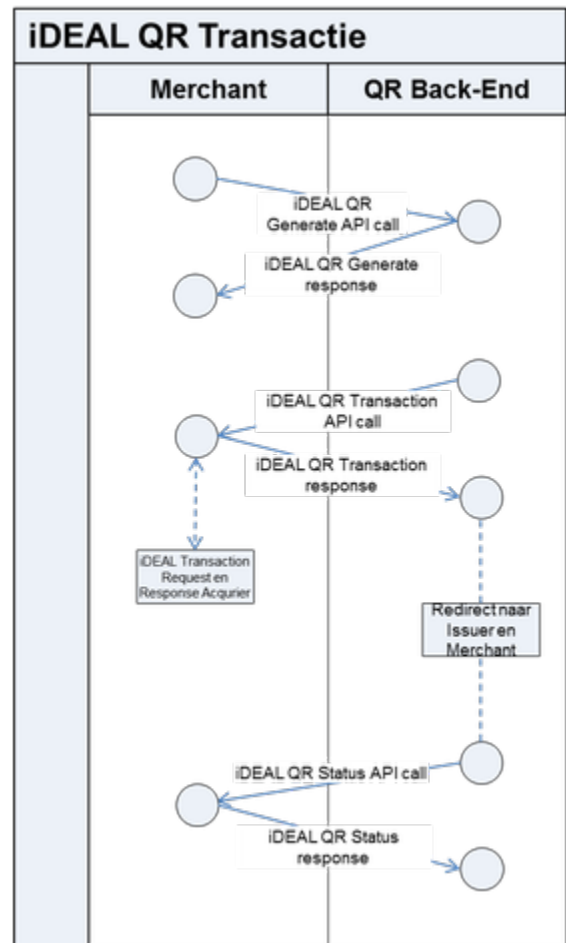 iDEAL QR Transactie
Merchant
QR Back-End
iDEAL QR
Generate API call
iDEAL QR Generate
response
iDEAL QR Transaction
API call
iDEAL QR Transaction
response
iDEAL Transaction
Request en
Response Acqurier
Redirect naar
Issuer en
Merchant
iDEAL QR Status API call
iDEAL QR Status
response